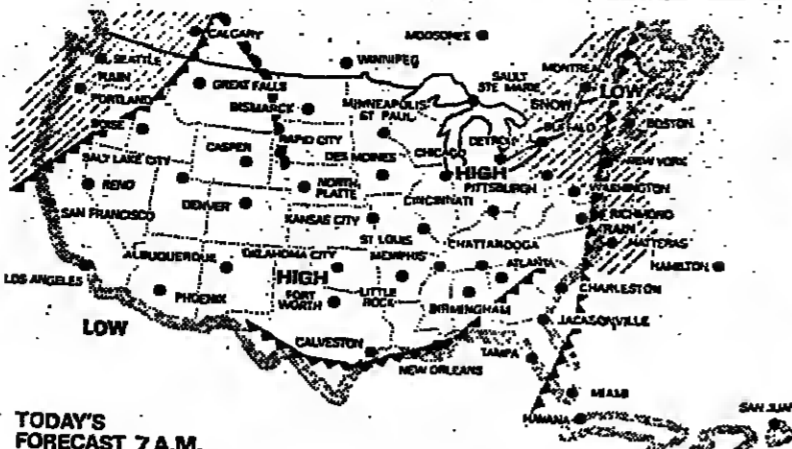 CALGARY
MOOSONEE
SEATTLE
WINNIPEG
SAULT
STE MARIE
MONTREAL
RAIN
GREAT FALLS
SNOW
LOW
PORTLAND
BISMARCK
MINNEAPOLIS
ST PAUL
BUFFALO
BOSTON
BOISE
RAPID CITY
DETROIT
CASPER
DES MOINES
CHICAGO
NEW YORK
SALT LAKE CITY
HIGH
PITTSBURGH
RENO
NORTH
PLATTE
WASHINGTON
DENVER
CINCINNATI
SAN FRANCISCO
KANSAS CITY
RICHMOND
ST LOUIS
RAIN
CHATTANOOGA
HATTERAS
ALBUQUERQUE
OKLAHOMA CITY
MEMPHIS
ATLANTA
HAMILTON
LOS ANGELES
HIGH
PHOENIX
FORT
WORTH
LITTLE
ROCK
CHARLESTON
BIRMINGHAM
LOW
JACKSONVILLE
GALVESTON
TAMPA
NEW ORLEANS
MIAMI
HAVANA
SAN JUAN
TODAY'S
FORECAST 7 A.M.